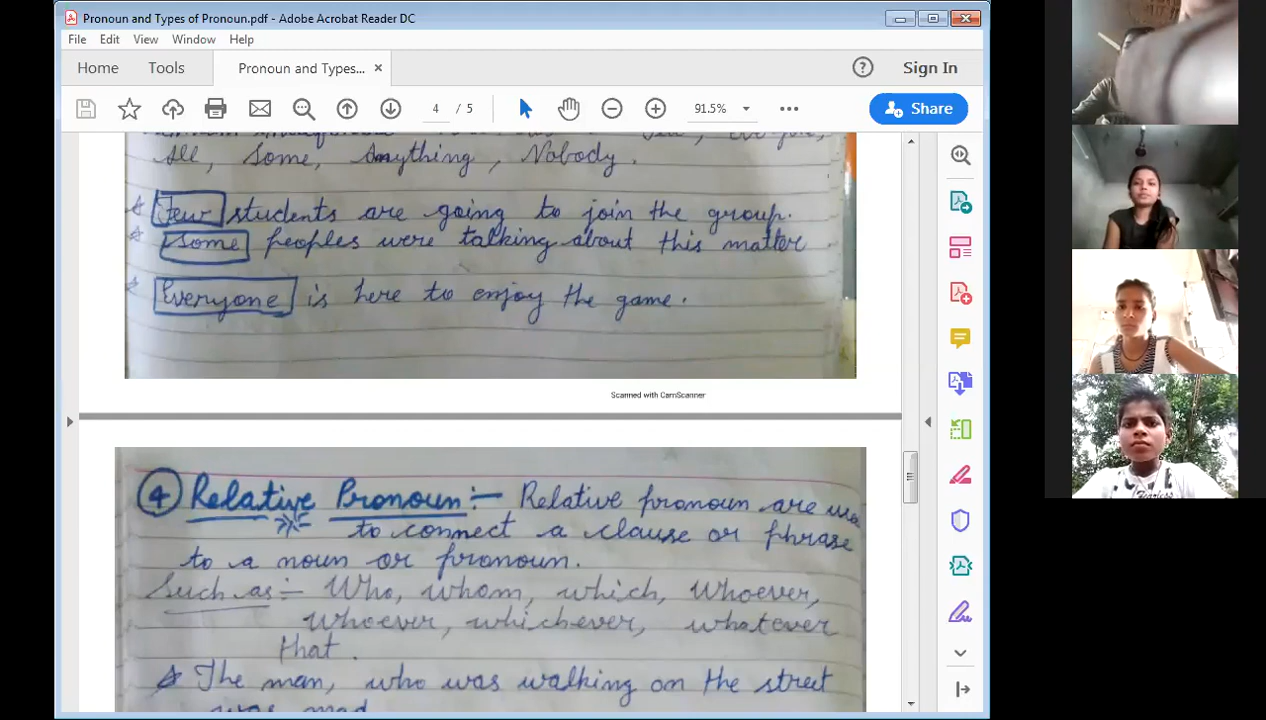 Pronoun and Types of Pronoun.pdf - Adobe Acrobat Reader DC
File Edit View Window Help
Home Tools Pronoun and Types... × Sign In
4 / 5 91.5% Share
All, Some, Anything, Nobody.
Few students are going to join the group.
Some peoples were talking about this matter
Everyone is here to enjoy the game.
Scanned with CamScanner
4 Relative Pronoun :- Relative pronoun are
to connect a clause or phrase
to a noun or pronoun.
Such as :- Who, whom, which, Whoever,
whoever, whichever, whatever
that.
The man, who was walking on the street
was mad